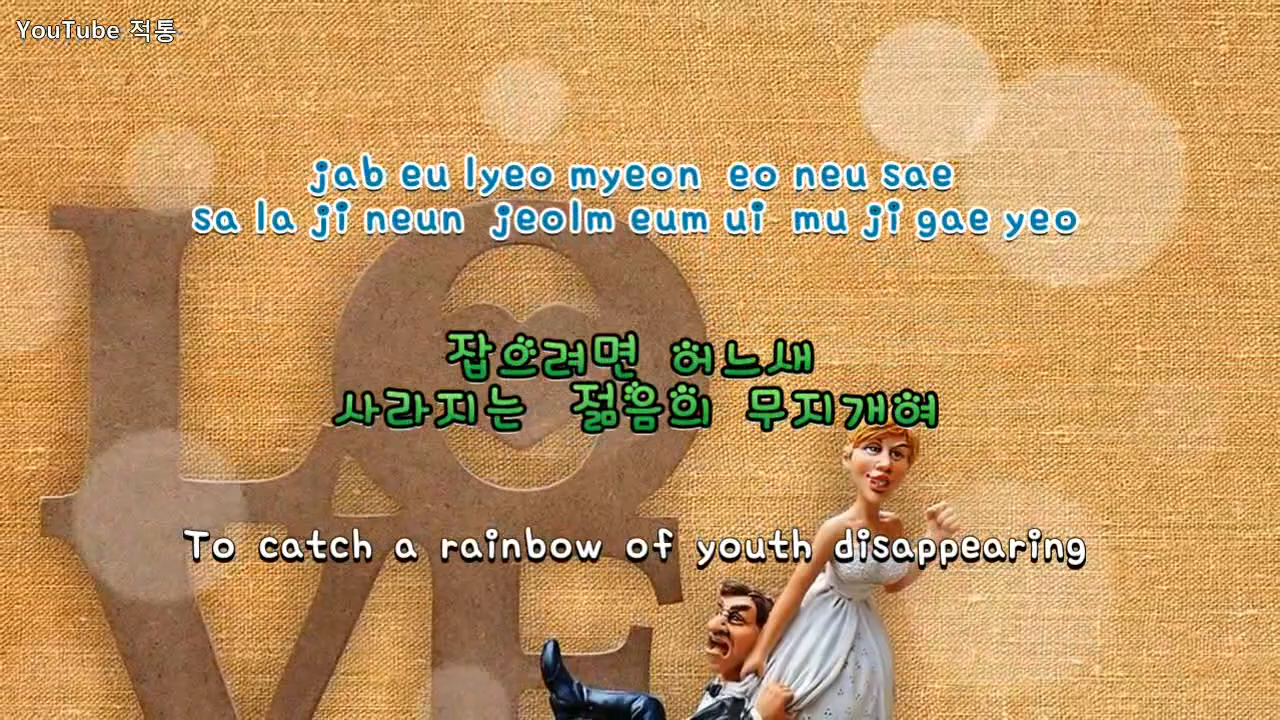 YouTube 적통
jab eu lyeo myeon eo neu sae
sa la ji neun jeolm eum ui mu ji gae yeo
잡으려면 어느새
사라지는 젊음의 무지개여
To catch a rainbow of youth disappearing
LOVE